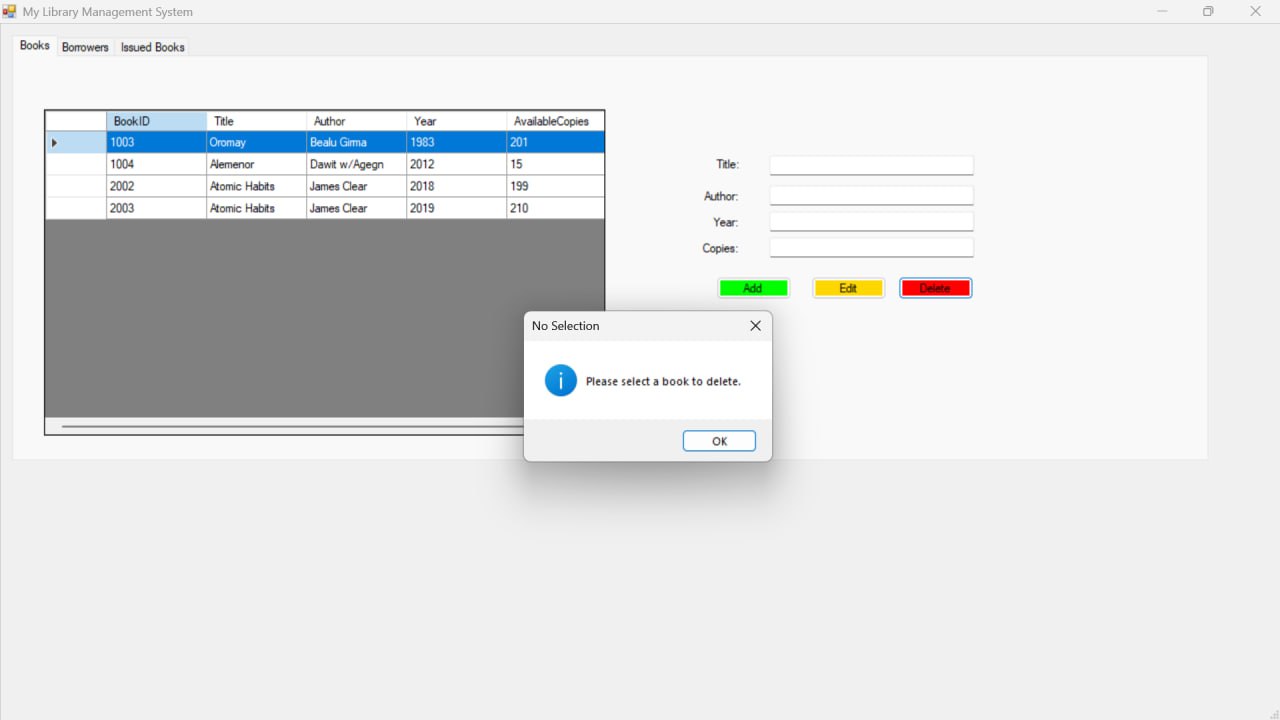 My Library Management System
Books Borrowers Issued Books
BookID Title Author Year AvailableCopies
1003 Oromay Bealu Girma 1983 201
1004 Alemenor Dawit w/Agegn 2012 15
2002 Atomic Habits James Clear 2018 199
2003 Atomic Habits James Clear 2019 210
Title:
Author:
Year:
Copies:
Add Edit Delete
No Selection
Please select a book to delete.
OK